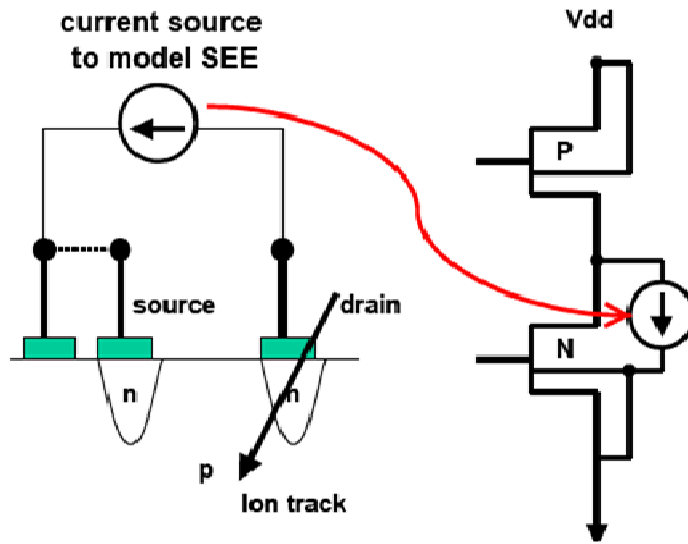 current source
to model SEE
Vdd
P
source
drain
N
n
n
p
Ion track